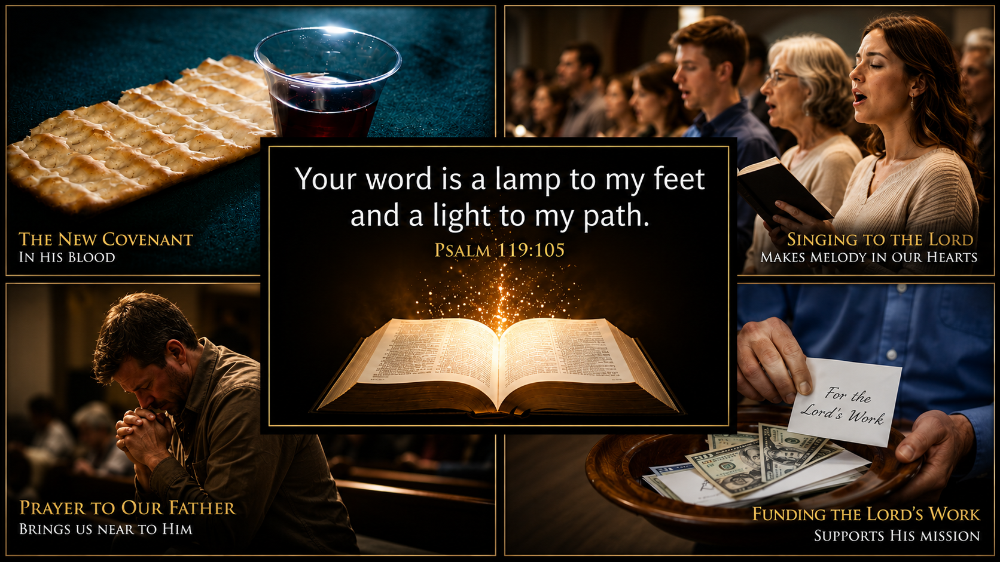 Your word is a lamp to my feet
and a light to my path.
Psalm 119:105
The New Covenant
In His Blood
Singing to the Lord
Makes Melody in our Hearts
Prayer to Our Father
Brings us near to Him
For the
Lord's Work
Funding the Lord's Work
Supports His mission